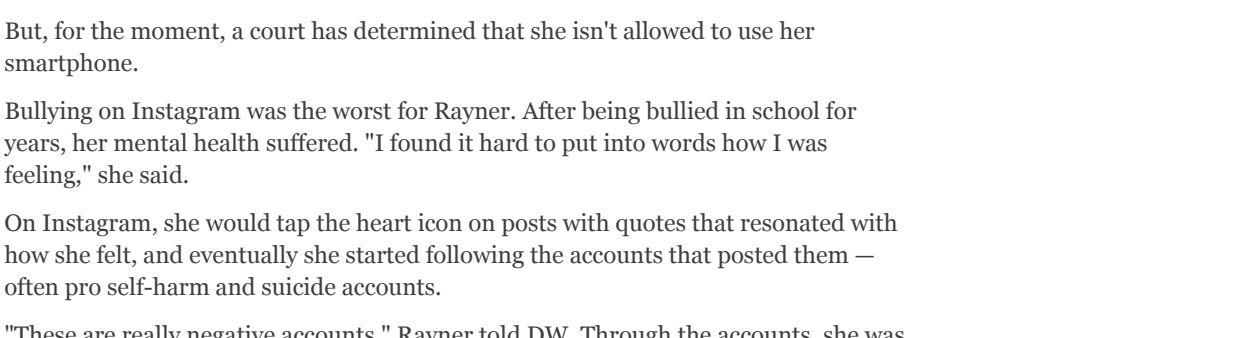 But, for the moment, a court has determined that she isn't allowed to use her
smartphone.
Bullying on Instagram was the worst for Rayner. After being bullied in school for
years, her mental health suffered. "I found it hard to put into words how I was
feeling," she said.
On Instagram, she would tap the heart icon on posts with quotes that resonated with
how she felt, and eventually she started following the accounts that posted them —
often pro self-harm and suicide accounts.
"These are really negative accounts," Rayner told DW. Through the accounts, she was